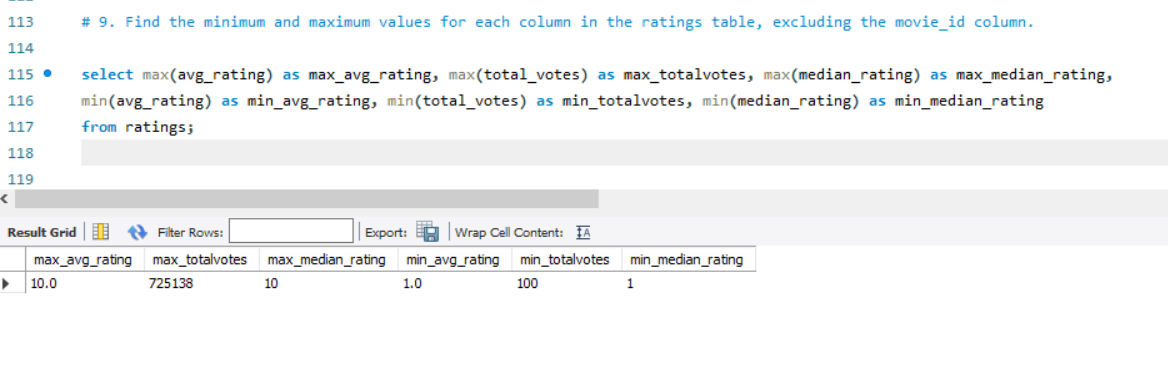 113 # 9. Find the minimum and maximum values for each column in the ratings table, excluding the movie_id column.
114
115 select max(avg_rating) as max_avg_rating, max(total_votes) as max_totalvotes, max(median_rating) as max_median_rating,
116 min(avg_rating) as min_avg_rating, min(total_votes) as min_totalvotes, min(median_rating) as min_median_rating
117 from ratings;
118
119
Result Grid Filter Rows: Export: Wrap Cell Content: IA
max_avg_rating max_totalvotes max_median_rating min_avg_rating min_totalvotes min_median_rating
10.0 725138 10 1.0 100 1